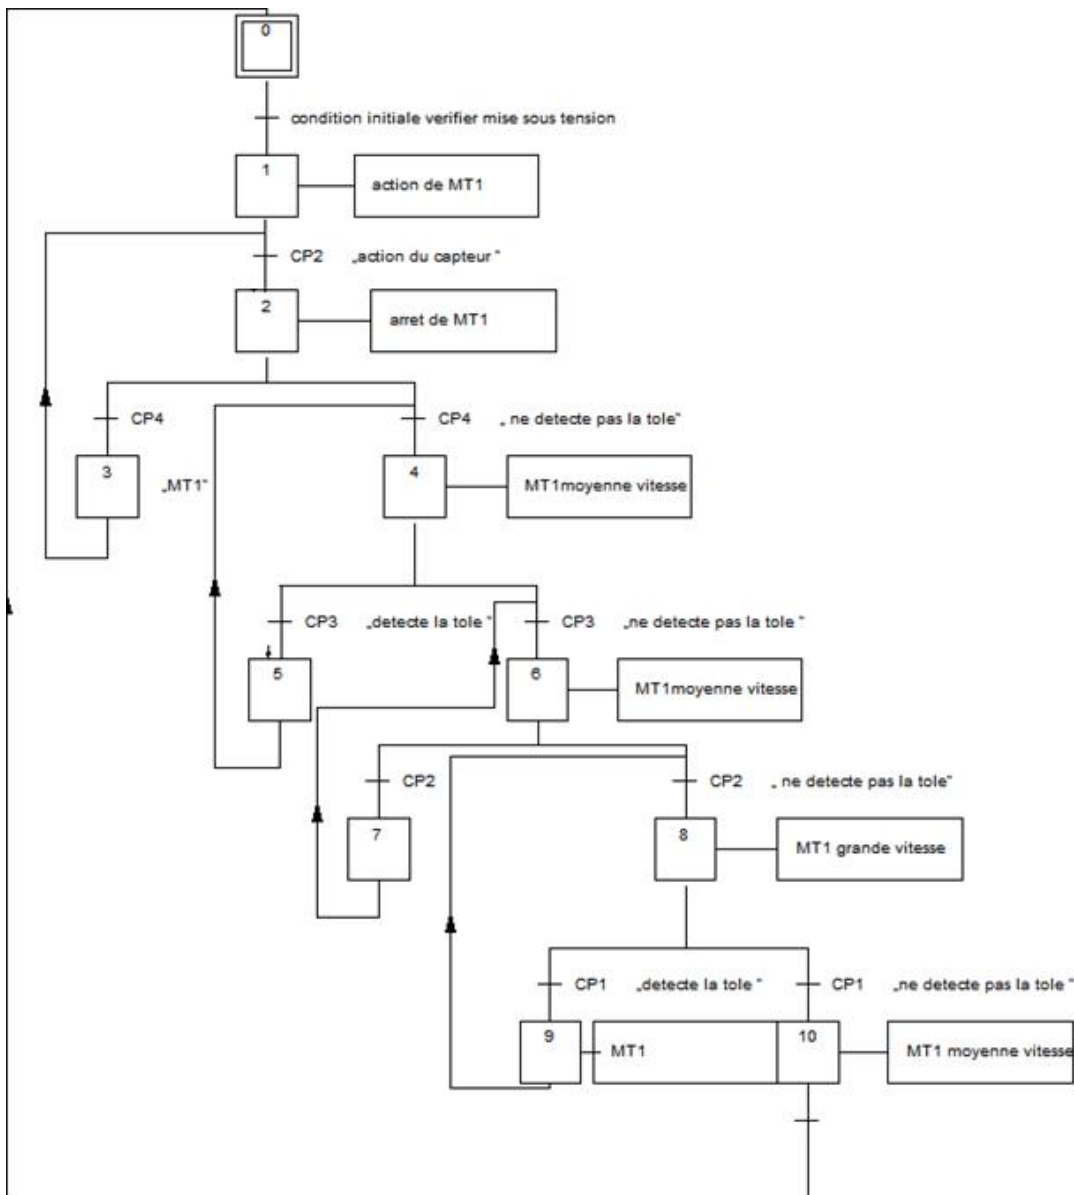 0
condition initiale verifier mise sous tension
1
action de MT1
CP2 „action du capteur "
2
arret de MT1
CP4
CP4 „ ne detecte pas la tole"
3
„MT1"
4
MT1moyenne vitesse
CP3 „detecte la tole "
CP3 „ne detecte pas la tole "
5
6
MT1moyenne vitesse
CP2
CP2 „ ne detecte pas la tole"
7
8
MT1 grande vitesse
CP1 „detecte la tole "
CP1 „ne detecte pas la tole "
9
MT1
10
MT1 moyenne vitesse